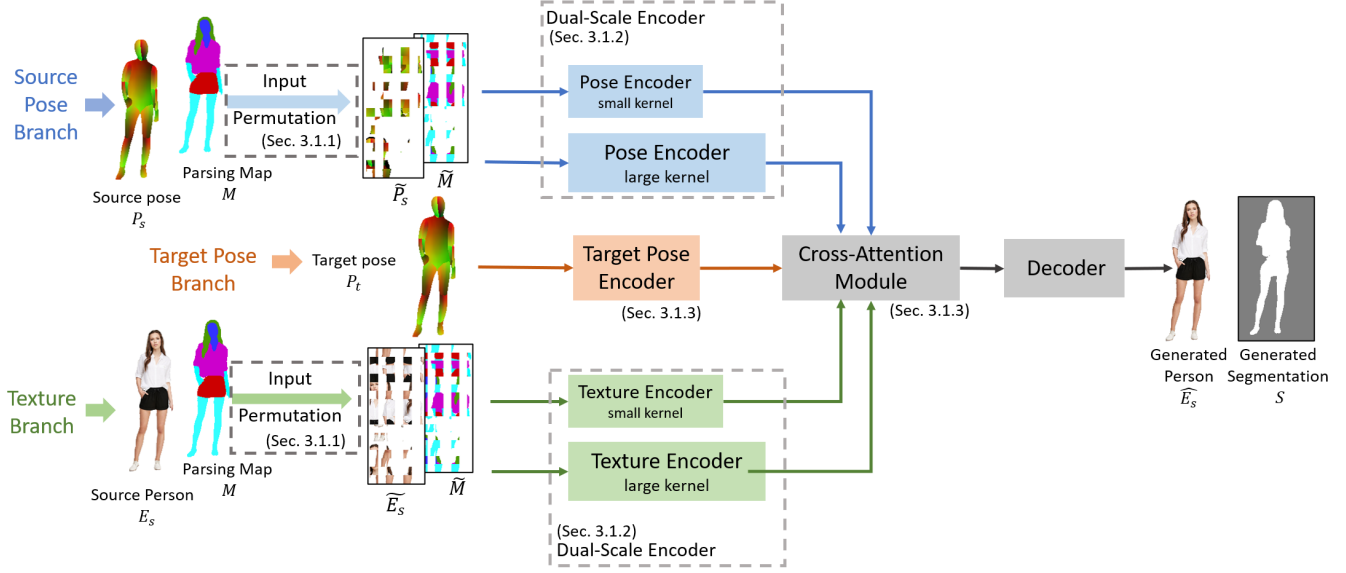 Dual-Scale Encoder
(Sec. 3.1.2)
Source
Pose
Branch
Input
Permutation
(Sec. 3.1.1)
Pose Encoder
small kernel
Pose Encoder
large kernel
Source pose
P_s
Parsing Map
M
P̃_s
M̃
Target Pose
Branch
Target pose
P_t
Target Pose
Encoder
(Sec. 3.1.3)
Cross-Attention
Module
(Sec. 3.1.3)
Decoder
Generated
Person
Ê_s
Generated
Segmentation
S
Texture
Branch
Input
Permutation
(Sec. 3.1.1)
Texture Encoder
small kernel
Texture Encoder
large kernel
Source Person
E_s
Parsing Map
M
Ẽ_s
M̃
(Sec. 3.1.2)
Dual-Scale Encoder